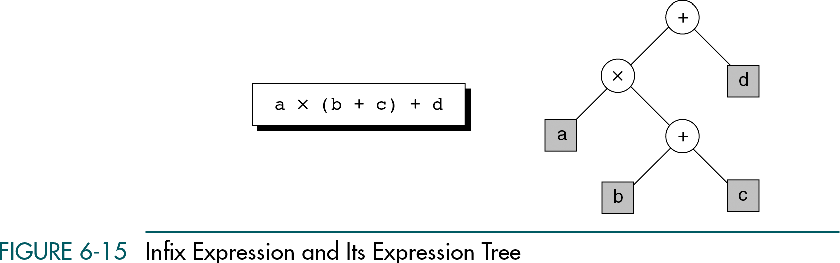 a × (b + c) + d
+
×
d
a
+
b
c
FIGURE 6-15 Infix Expression and Its Expression Tree